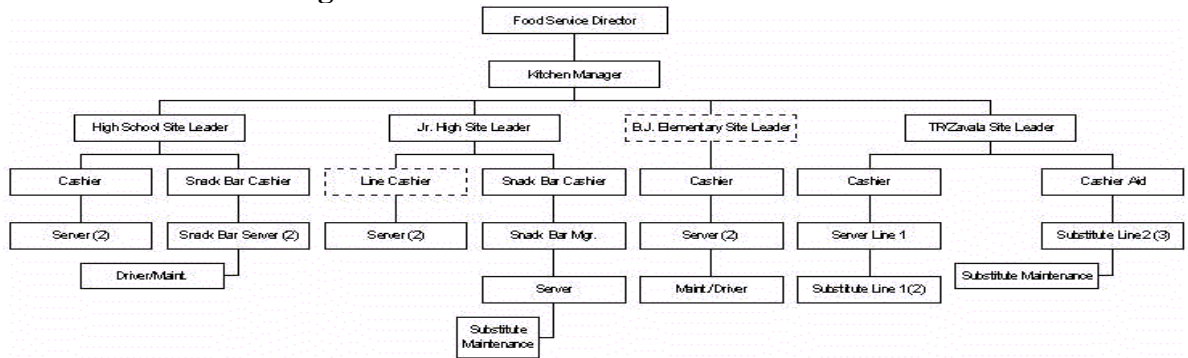 Food Service Director
Kitchen Manager
High School Site Leader
Jr. High Site Leader
B.J. Elementary Site Leader
TR/Zavala Site Leader
Cashier
Snack Bar Cashier
Line Cashier
Snack Bar Cashier
Cashier
Cashier
Cashier Aid
Server (2)
Snack Bar Server (2)
Server (2)
Snack Bar Mgr.
Server (2)
Server Line 1
Substitute Line2 (3)
Driver/Maint.
Server
Maint./Driver
Substitute Line 1 (2)
Substitute Maintenance
Substitute
Maintenance